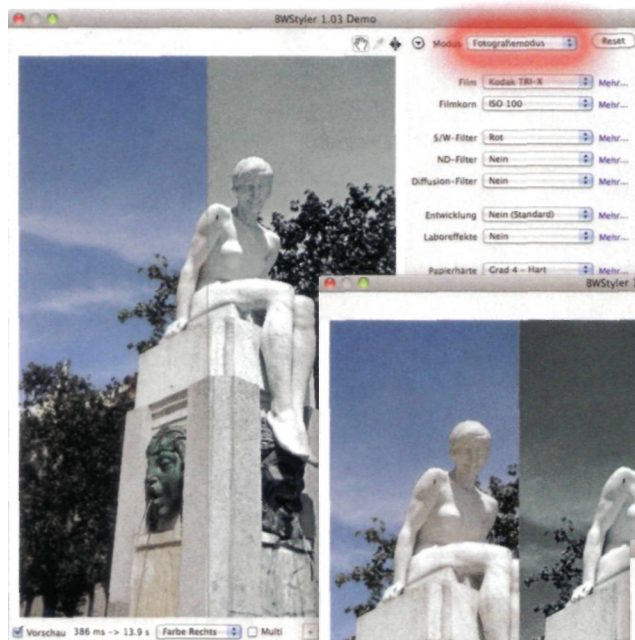 BWStyler 1.03 Demo
Modus Fotografiemodus Reset
Film Kodak TRI-X Mehr...
Filmkorn ISO 100 Mehr...
S/W-Filter Rot Mehr...
ND-Filter Nein Mehr...
Diffusion-Filter Nein Mehr...
Entwicklung Nein (Standard) Mehr...
Laboreffekte Nein Mehr...
Papierhärte Grad 4 - Hart Mehr...
BWStyler 1
Vorschau 386 ms -> 13.9 s Farbe Rechts Multi